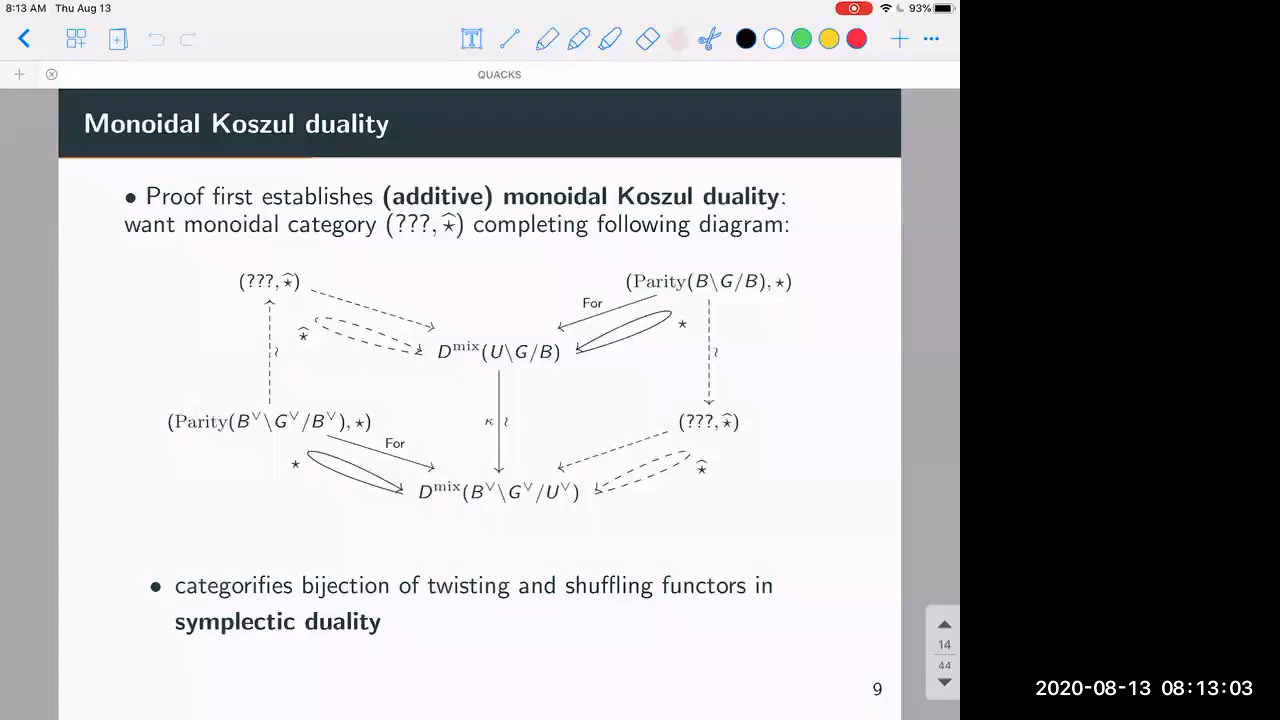 8:13 AM Thu Aug 13
93%
QUACKS
Monoidal Koszul duality
• Proof first establishes (additive) monoidal Koszul duality:
want monoidal category (???, ⋆̂) completing following diagram:
(???, ⋆̂) (Parity(B\G/B), ⋆)
For
⋆̂ ⋆
D^mix(U\G/B)
≀ ≀
(Parity(B^∨\G^∨/B^∨), ⋆) κ ≀ (???, ⋆̂)
For
⋆ ⋆̂
D^mix(B^∨\G^∨/U^∨)
• categorifies bijection of twisting and shuffling functors in
symplectic duality
14
44
9
2020-08-13 08:13:03